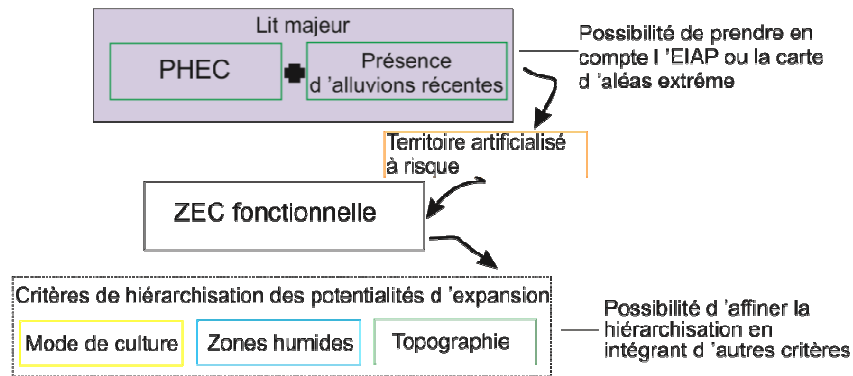 Lit majeur
PHEC
Présence
d 'alluvions récentes
Possibilité de prendre en
compte l 'EIAP ou la carte
d 'aléas extrême
Territoire artificialisé
à risque
ZEC fonctionnelle
Critères de hiérarchisation des potentialités d 'expansion
Mode de culture
Zones humides
Topographie
Possibilité d 'affiner la
hiérarchisation en
intégrant d 'autres critères